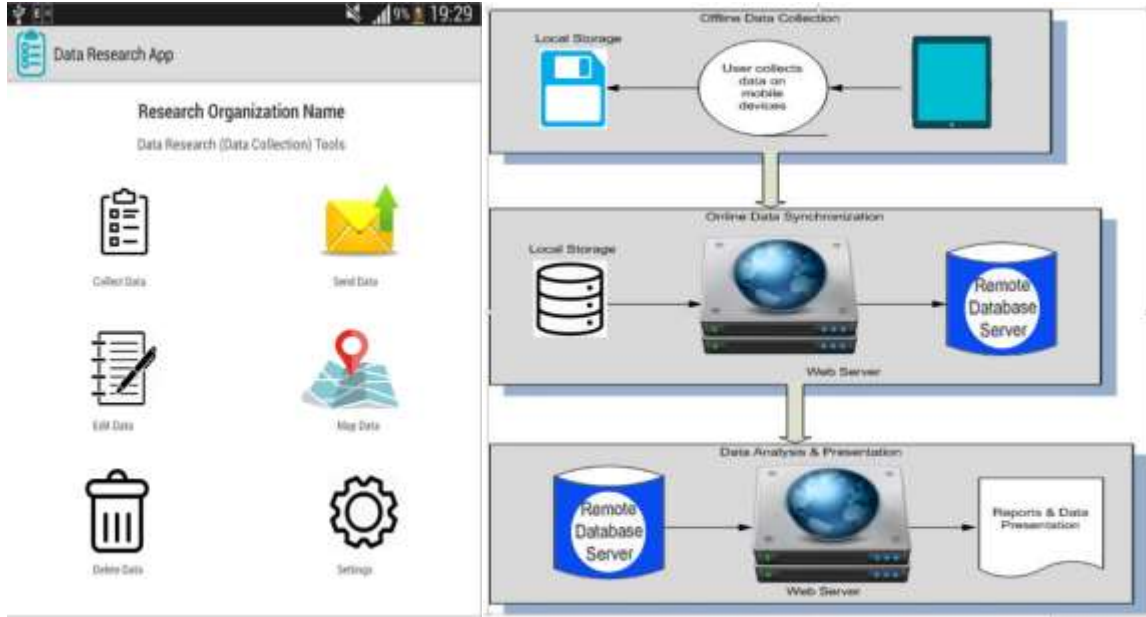 9% 19:29
Data Research App
Research Organization Name
Data Research (Data Collection) Tools
Collect Data
Send Data
Edit Data
Map Data
Delete Data
Settings
Offline Data Collection
Local Storage
User collects
data on
mobile
devices
Online Data Synchronization
Local Storage
Remote
Database
Server
Web Server
Data Analysis & Presentation
Remote
Database
Server
Reports & Data
Presentation
Web Server